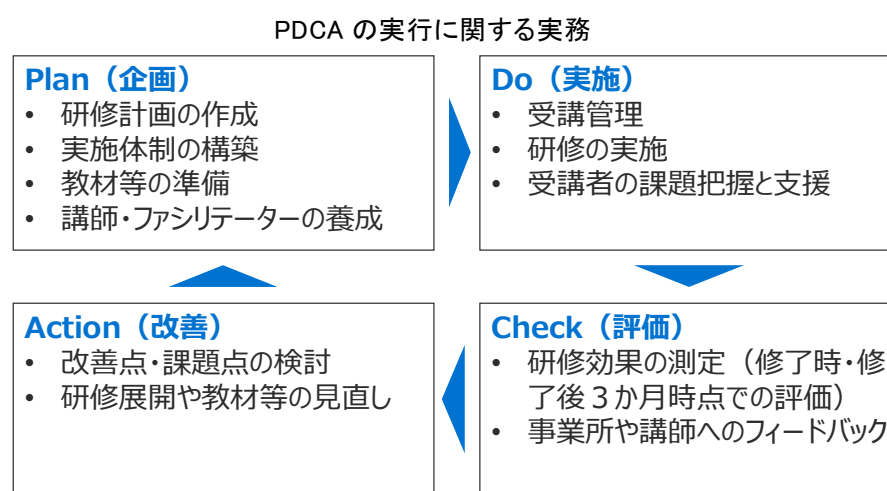 PDCA の実行に関する実務
Plan（企画）
• 研修計画の作成
• 実施体制の構築
• 教材等の準備
• 講師・ファシリテーターの養成
Do（実施）
• 受講管理
• 研修の実施
• 受講者の課題把握と支援
Action（改善）
• 改善点・課題点の検討
• 研修展開や教材等の見直し
Check（評価）
• 研修効果の測定（修了時・修
了後３か月時点での評価）
• 事業所や講師へのフィードバック